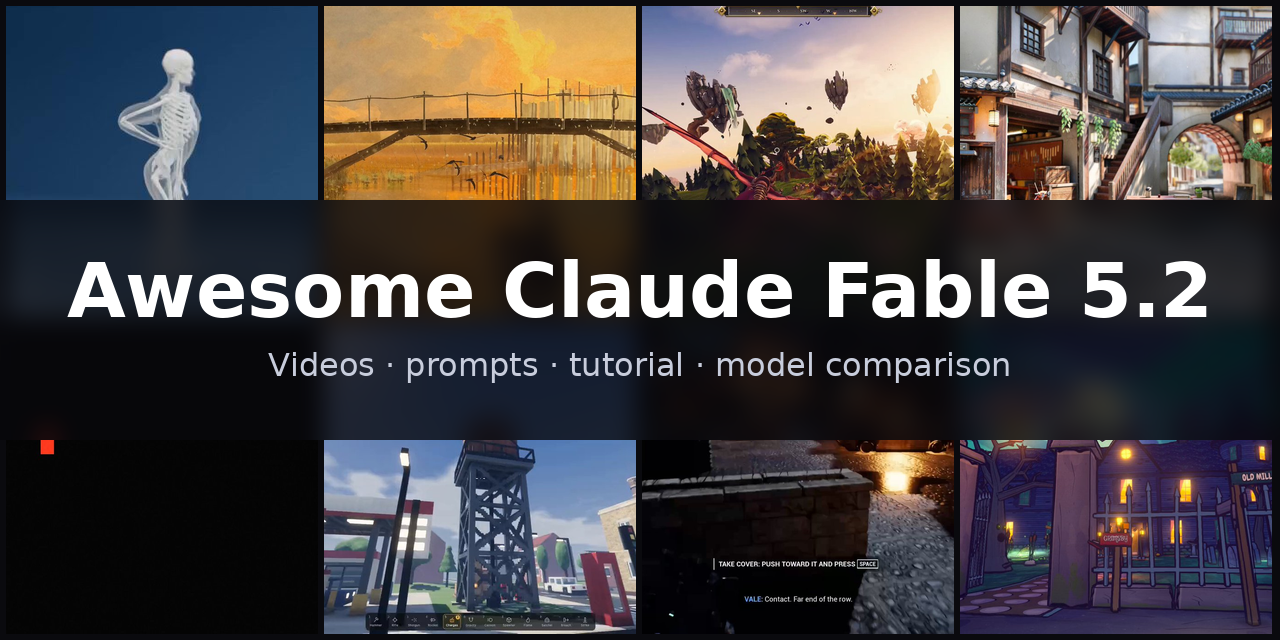 Awesome Claude Fable 5.2
Videos · prompts · tutorial · model comparison
OLD MILL
TAKE COVER: PUSH TOWARD IT AND PRESS SPACE
VALE: Contact. Far end of the row.